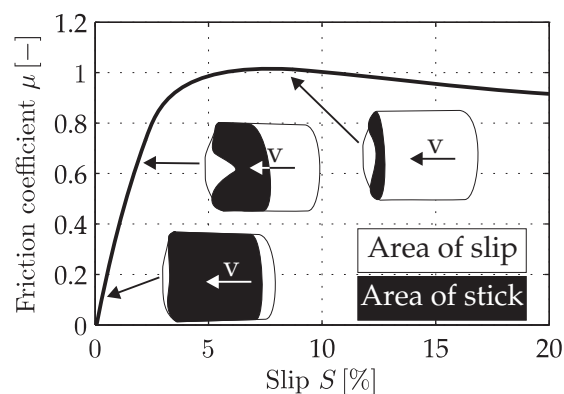 1.2
1
0.8
0.6
0.4
0.2
0
Friction coefficient μ [−]
v
v
v
Area of slip
Area of stick
0
5
10
15
20
Slip S [%]